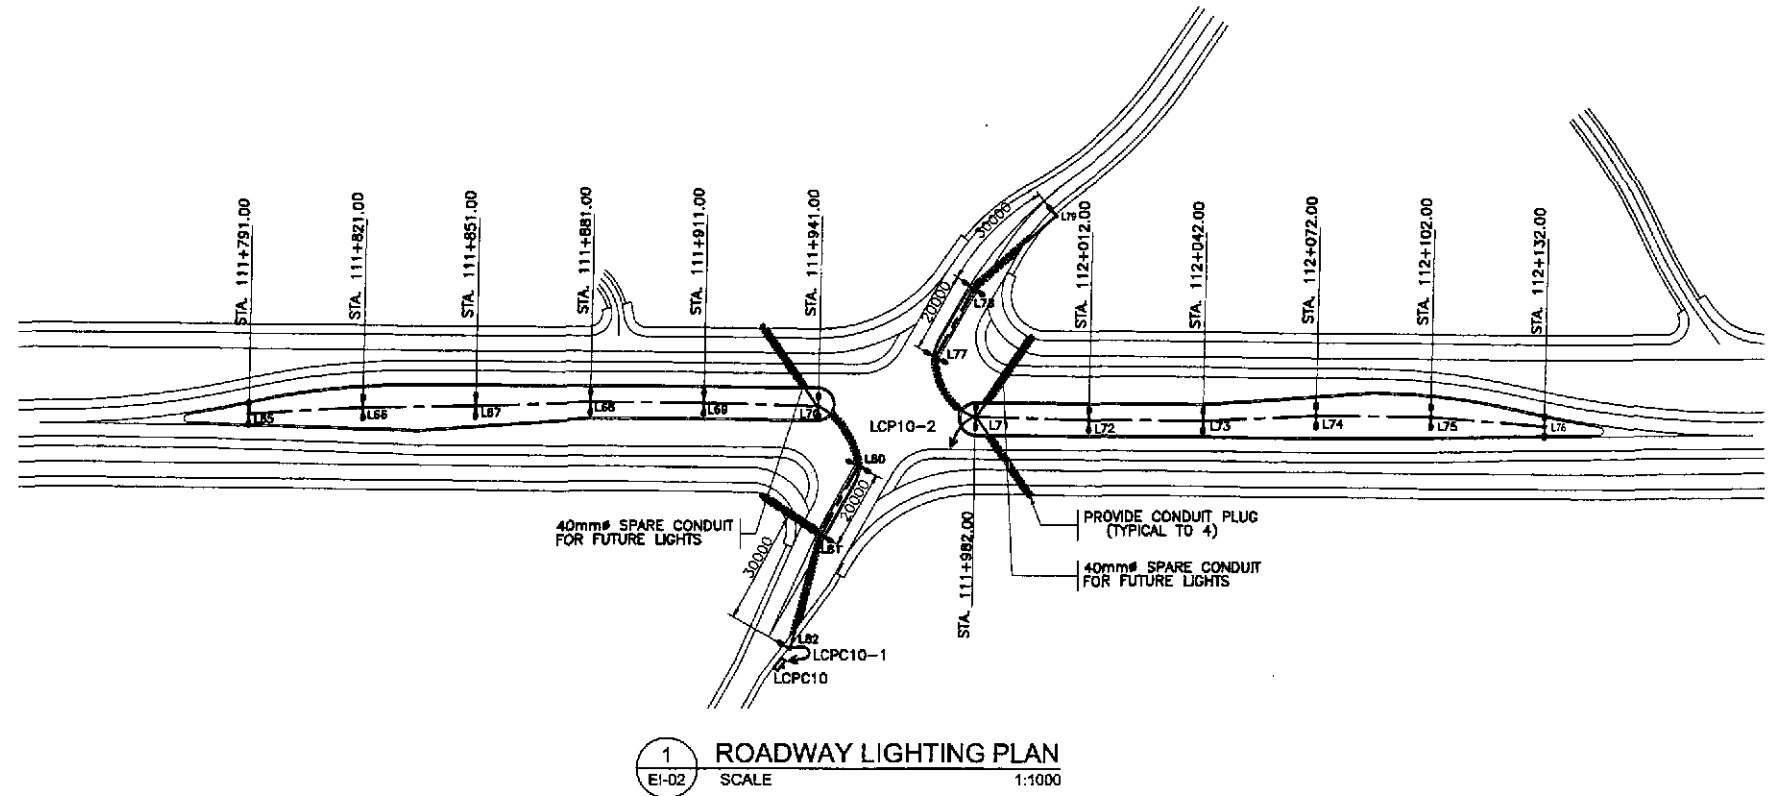 STA. 111+791.00
STA. 111+821.00
STA. 111+851.00
STA. 111+881.00
STA. 111+911.00
STA. 111+941.00
STA. 112+012.00
STA. 112+042.00
STA. 112+072.00
STA. 112+102.00
STA. 112+132.00
L79
30000
L78
20000
L77
L65
L66
L67
L68
L69
L70
LCP10-2
L71
L72
L73
L74
L75
L76
L80
20000
L81
30000
40mmø SPARE CONDUIT
FOR FUTURE LIGHTS
STA. 111+982.00
PROVIDE CONDUIT PLUG
(TYPICAL TO 4)
40mmø SPARE CONDUIT
FOR FUTURE LIGHTS
L82
LCPC10-1
LCPC10
1
EI-02
ROADWAY LIGHTING PLAN
SCALE 1:1000